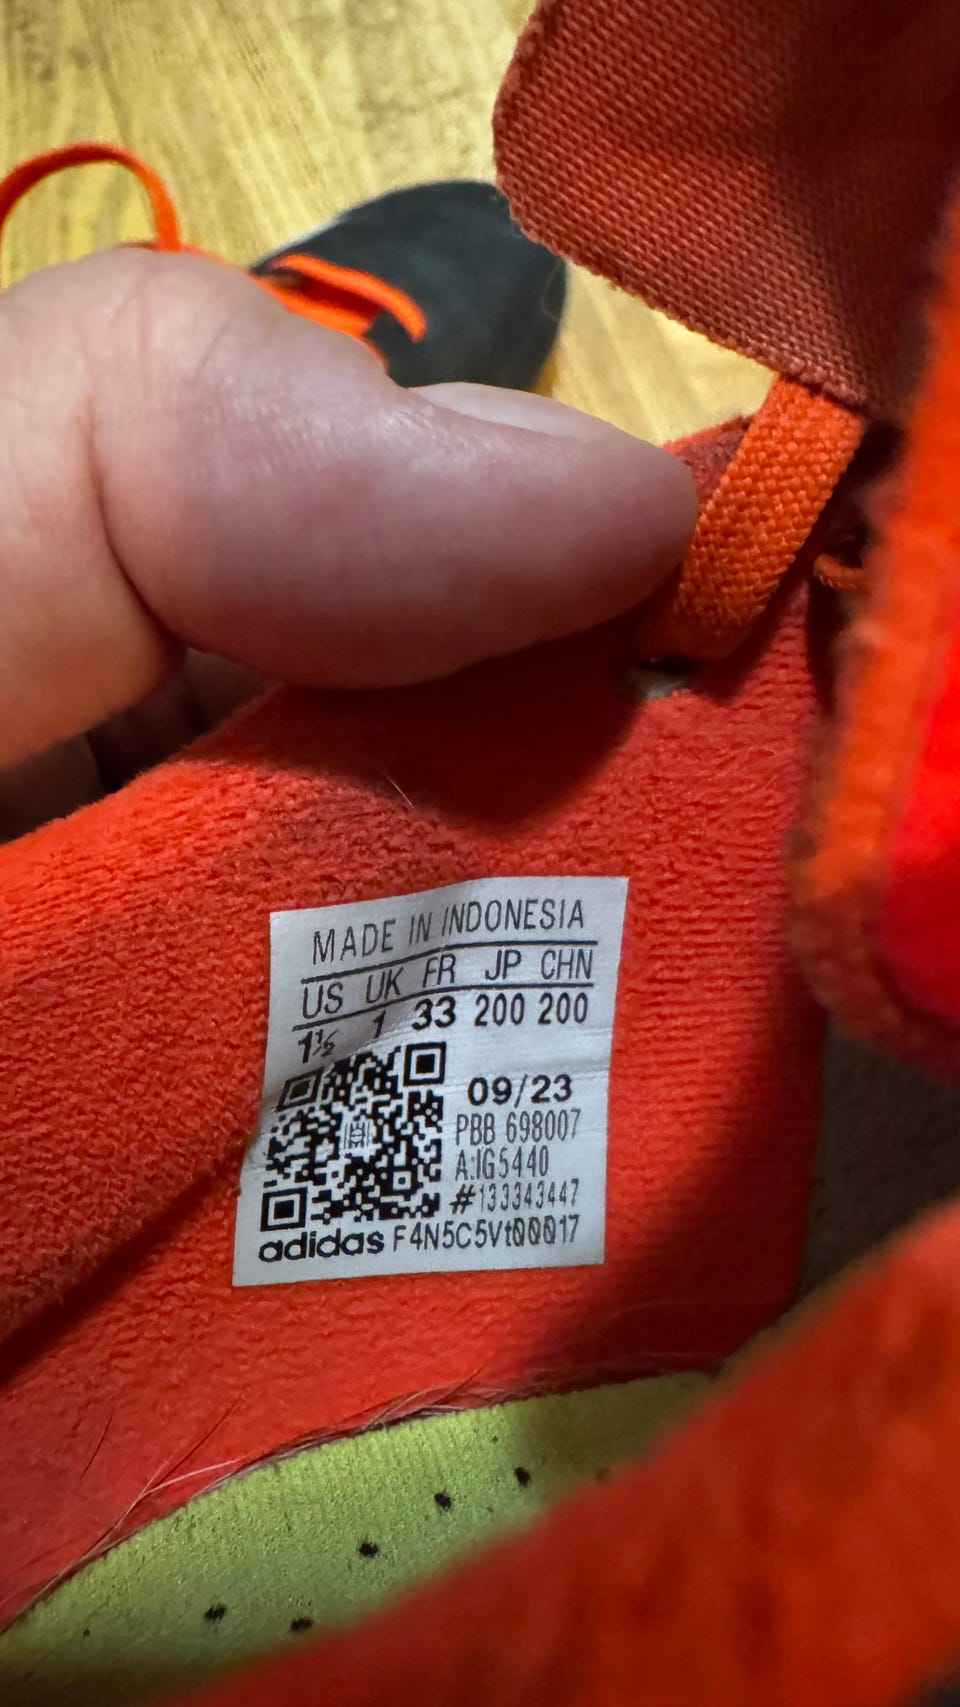 MADE IN INDONESIA
US UK FR JP CHN
1½ 1 33 200 200
09/23
PBB 698007
A:IG5440
#133343447
adidas F4N5C5Vt00017